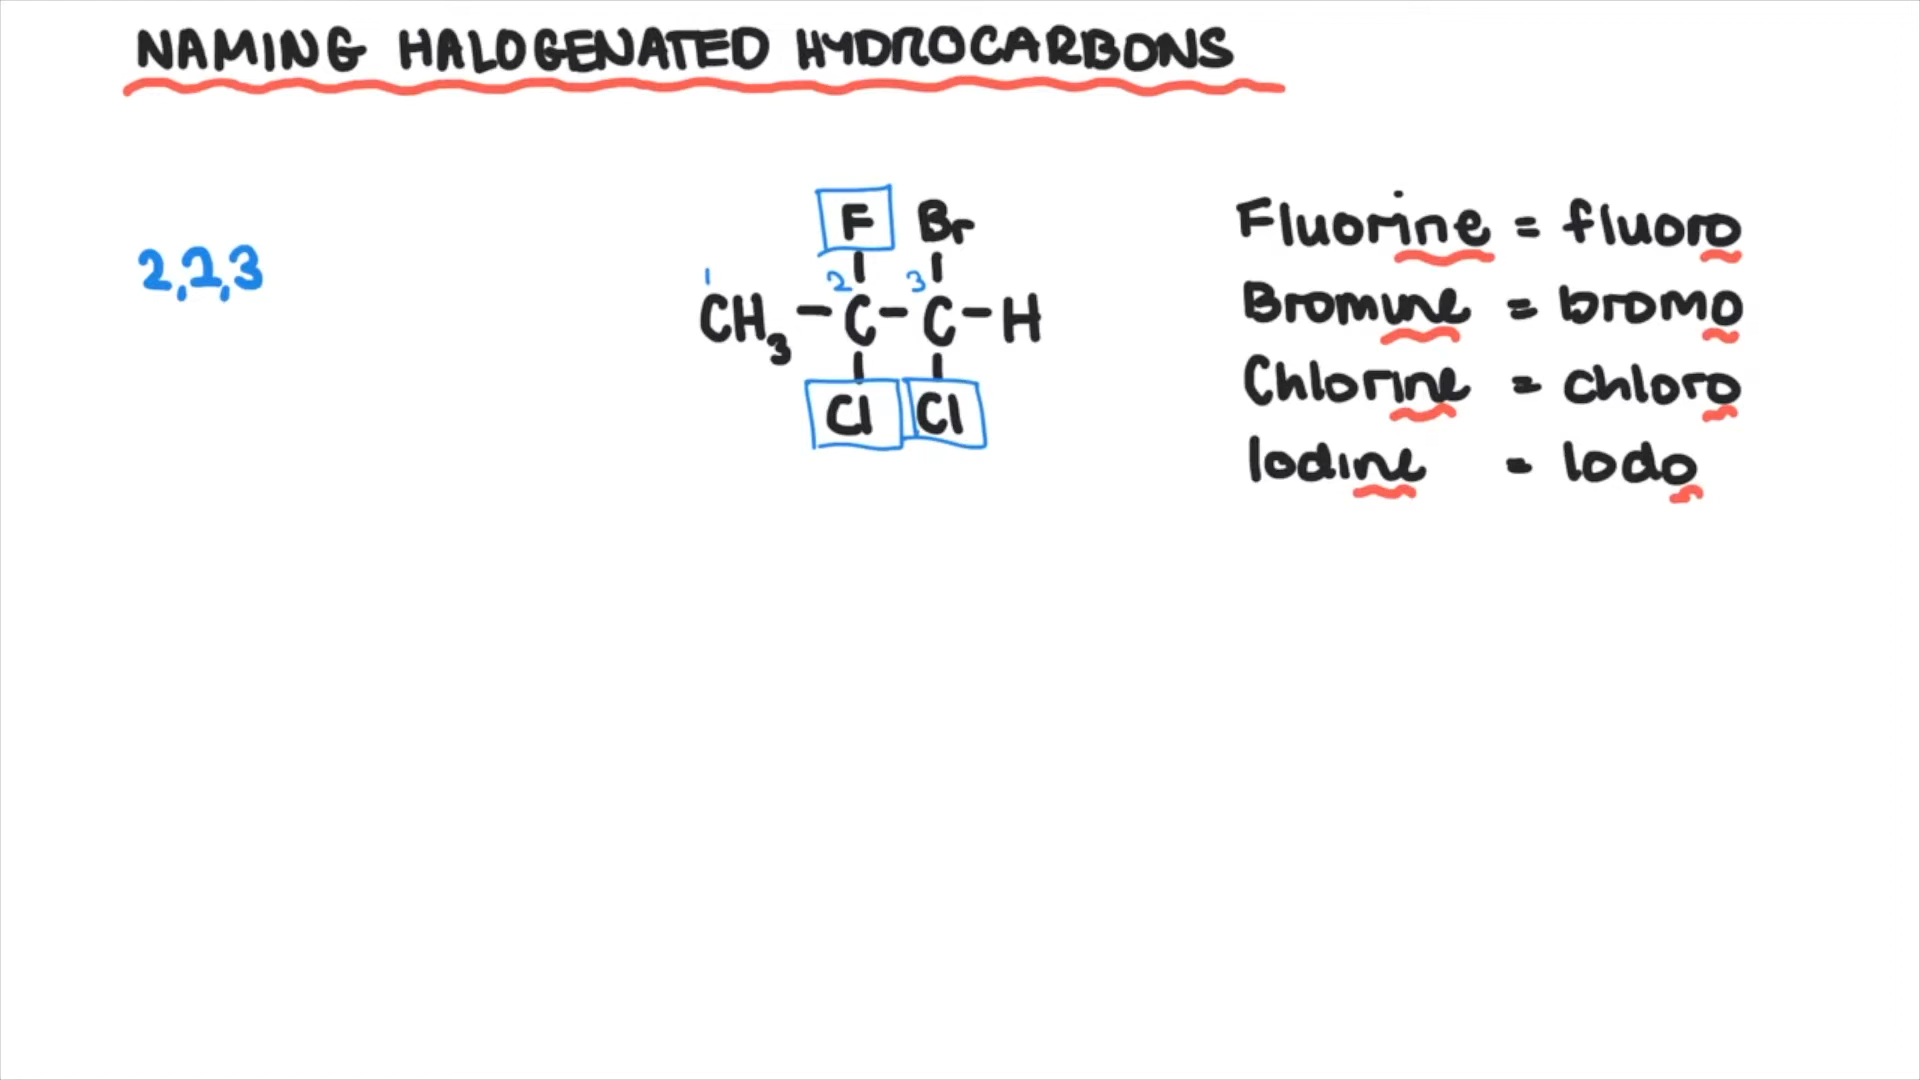 NAMING HALOGENATED HYDROCARBONS
2,2,3
F Br
1 2 3
CH3 - C - C - H
Cl Cl
Fluorine = fluoro
Bromine = bromo
Chlorine = chloro
Iodine = Iodo